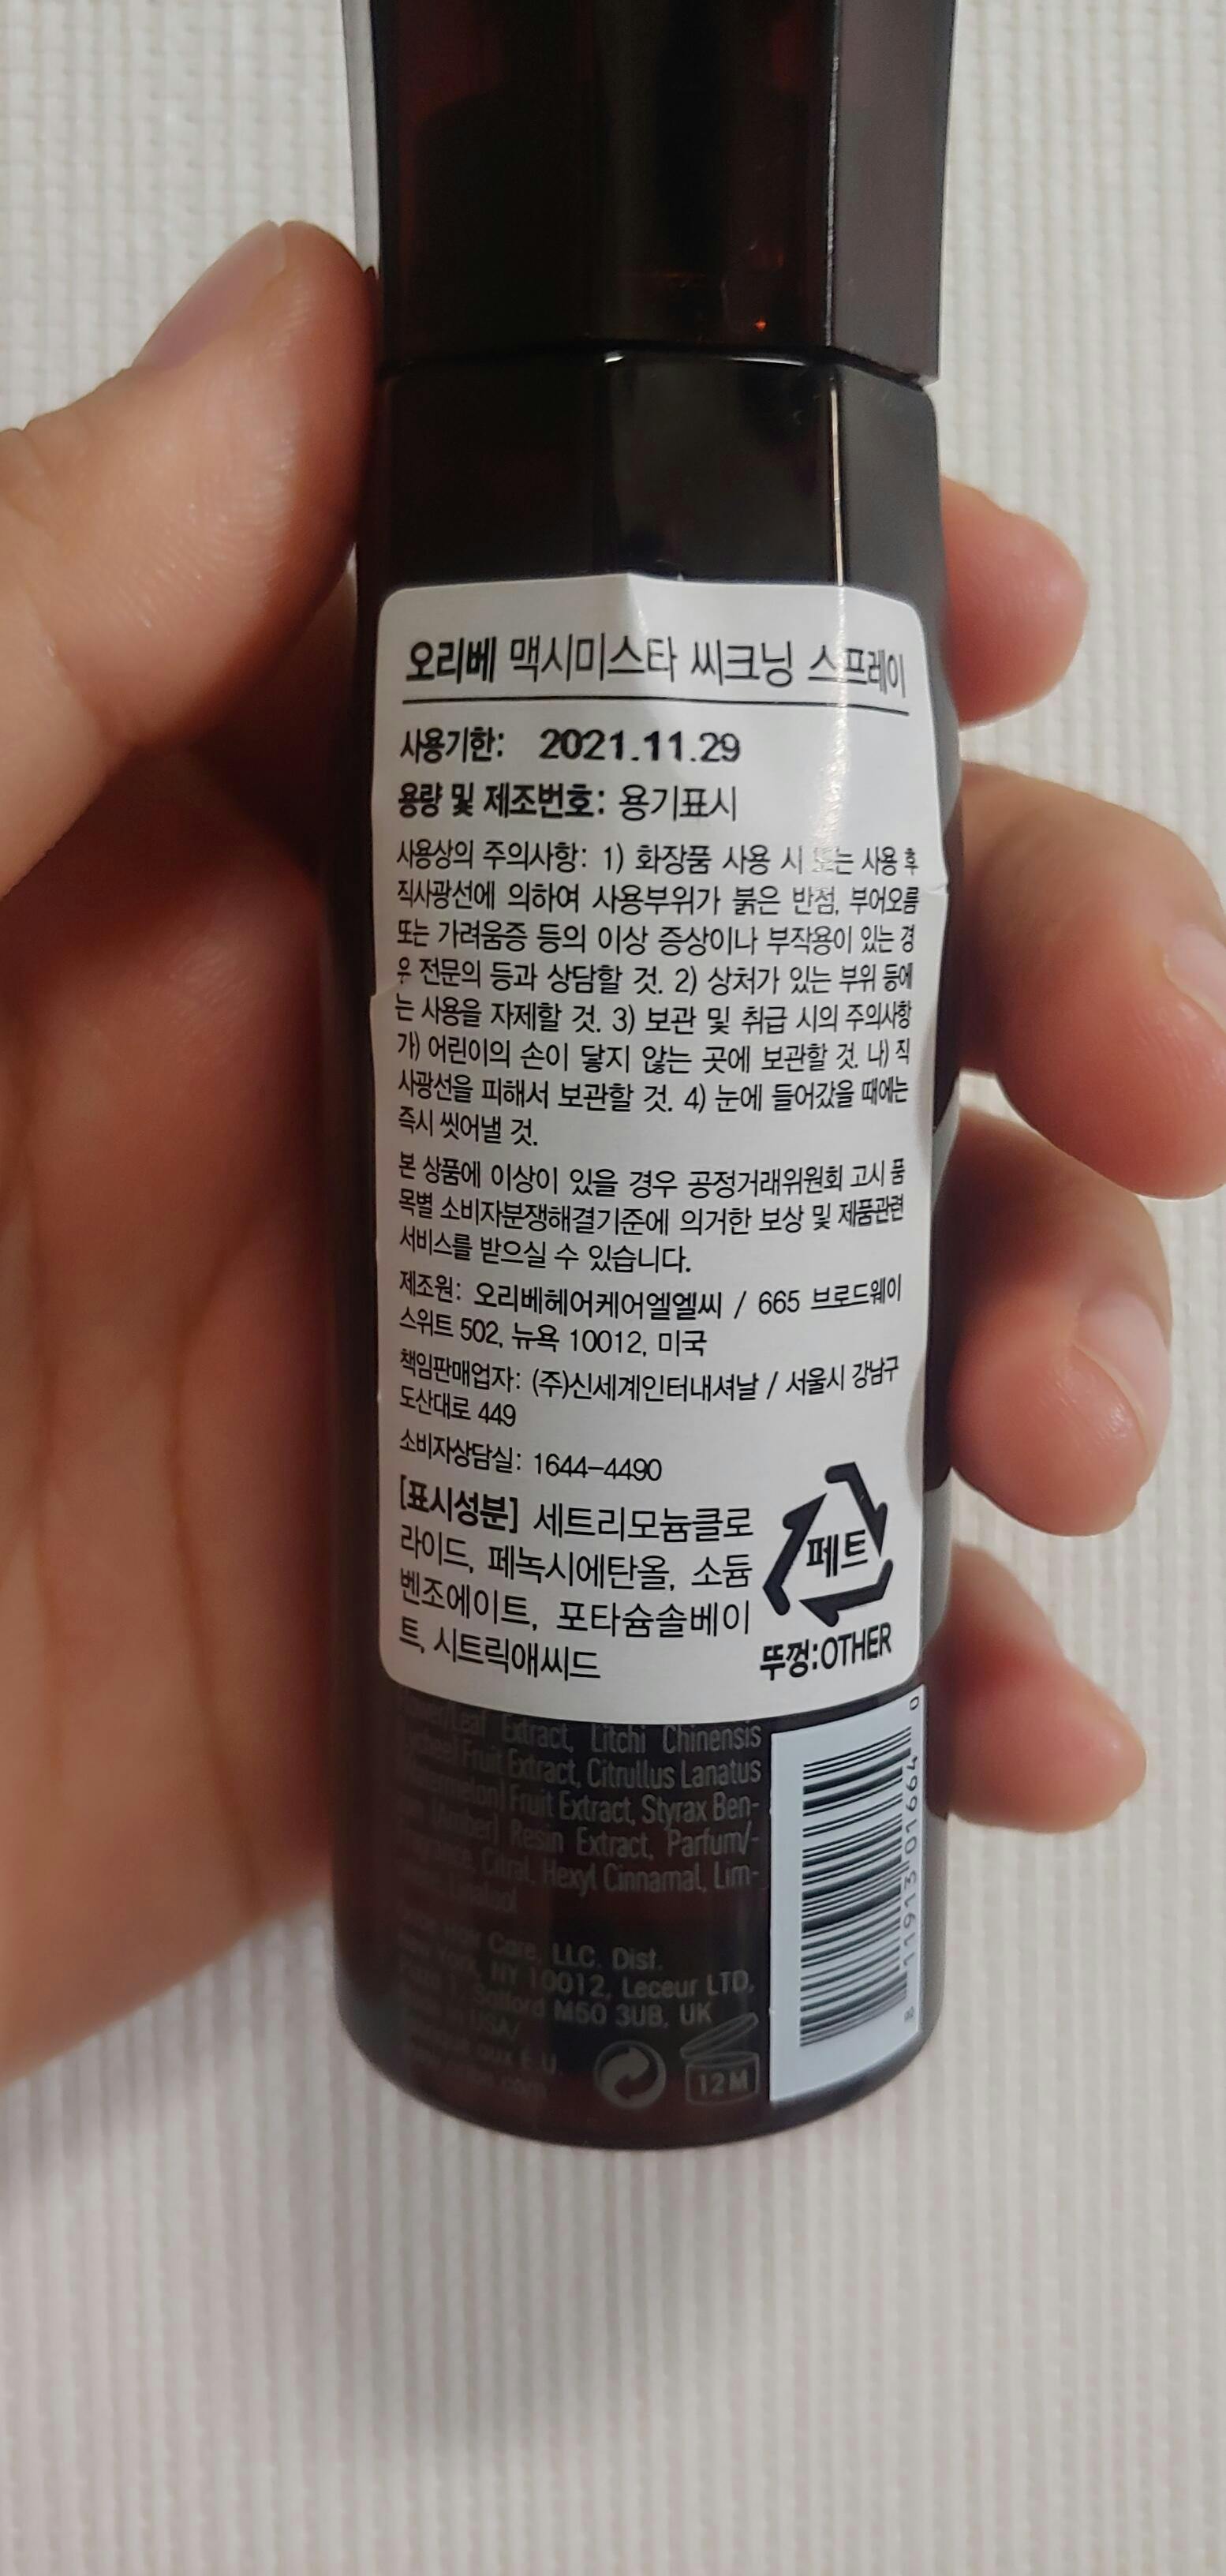 오리베 맥시미스타 씨크닝 스프레이
사용기한: 2021.11.29
용량 및 제조번호: 용기표시
사용상의 주의사항: 1) 화장품 사용 시 또는 사용 후
직사광선에 의하여 사용부위가 붉은 반점, 부어오름
또는 가려움증 등의 이상 증상이나 부작용이 있는 경
우 전문의 등과 상담할 것. 2) 상처가 있는 부위 등에
는 사용을 자제할 것. 3) 보관 및 취급 시의 주의사항
가) 어린이의 손이 닿지 않는 곳에 보관할 것. 나) 직
사광선을 피해서 보관할 것. 4) 눈에 들어갔을 때에는
즉시 씻어낼 것.
본 상품에 이상이 있을 경우 공정거래위원회 고시 품
목별 소비자분쟁해결기준에 의거한 보상 및 제품관련
서비스를 받으실 수 있습니다.
제조원: 오리베헤어케어엘엘씨 / 665 브로드웨이
스위트 502, 뉴욕 10012, 미국
책임판매업자: (주)신세계인터내셔날 / 서울시 강남구
도산대로 449
소비자상담실: 1644-4490
[표시성분] 세트리모늄클로
라이드, 페녹시에탄올, 소듐
벤조에이트, 포타슘솔베이
트, 시트릭애씨드
페트
뚜껑:OTHER
Extract, Litchi Chinensis
Fruit Extract, Citrullus Lanatus
Fruit Extract, Styrax Ben-
Resin Extract, Parfum/-
Citral, Hexyl Cinnamal, Lim-
Linalool
Hair Care, LLC. Dist.
New York, NY 10012, Leceur LTD,
Salford M50 3UB, UK
USA/
aux E.U.
12M
8 11913 01664 0